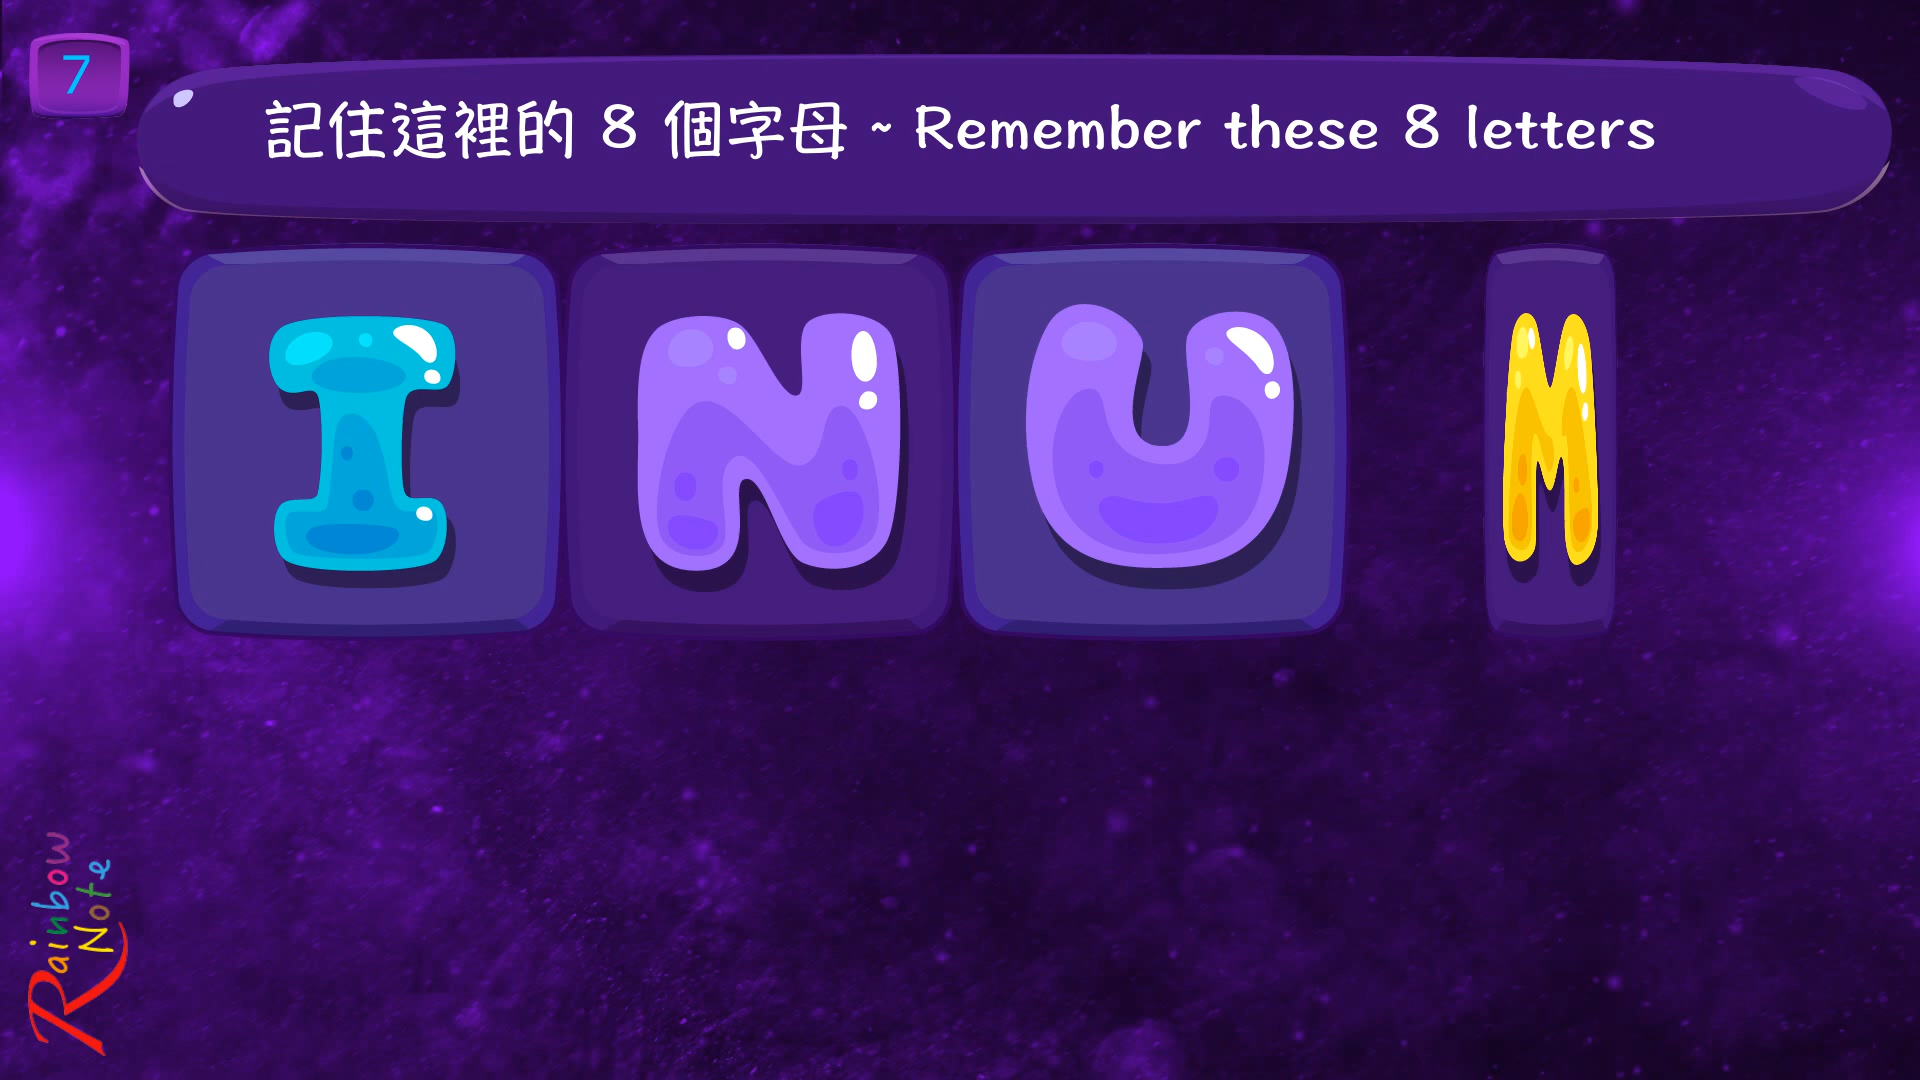 7
記住這裡的 8 個字母 ~ Remember these 8 letters
I N U M
Rainbow
Note